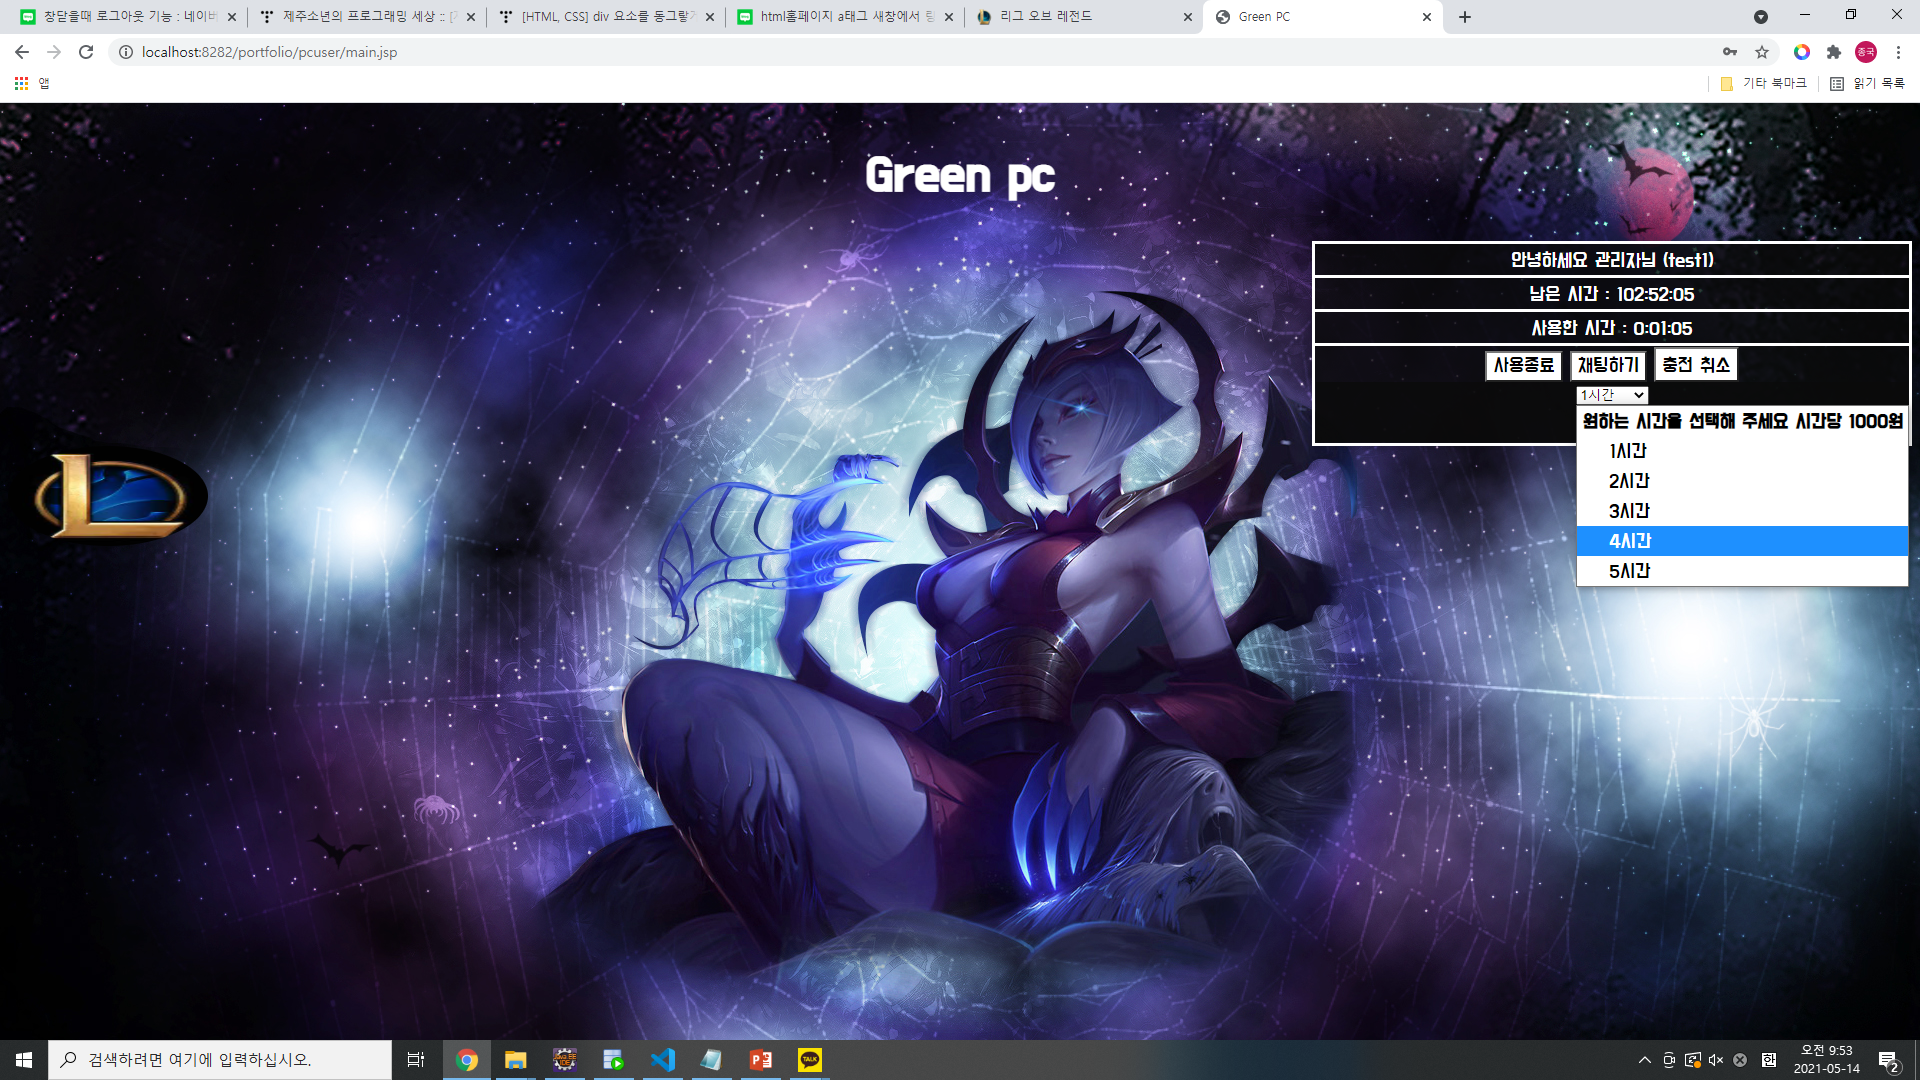 창닫을때 로그아웃 기능 : 네이버
제주소년의 프로그래밍 세상 ::
[HTML, CSS] div 요소를 동그랗게
html홈페이지 a태그 새창에서
리그 오브 레전드
Green PC
localhost:8282/portfolio/pcuser/main.jsp
종국
앱
기타 북마크
읽기 목록
Green pc
안녕하세요 관리자님 (test1)
남은 시간 : 102:52:05
사용한 시간 : 0:01:05
사용종료 채팅하기 충전 취소
1시간
원하는 시간을 선택해 주세요 시간당 1000원
1시간
2시간
3시간
4시간
5시간
L
검색하려면 여기에 입력하십시오.
TALK
한
오전 9:53
2021-05-14
2